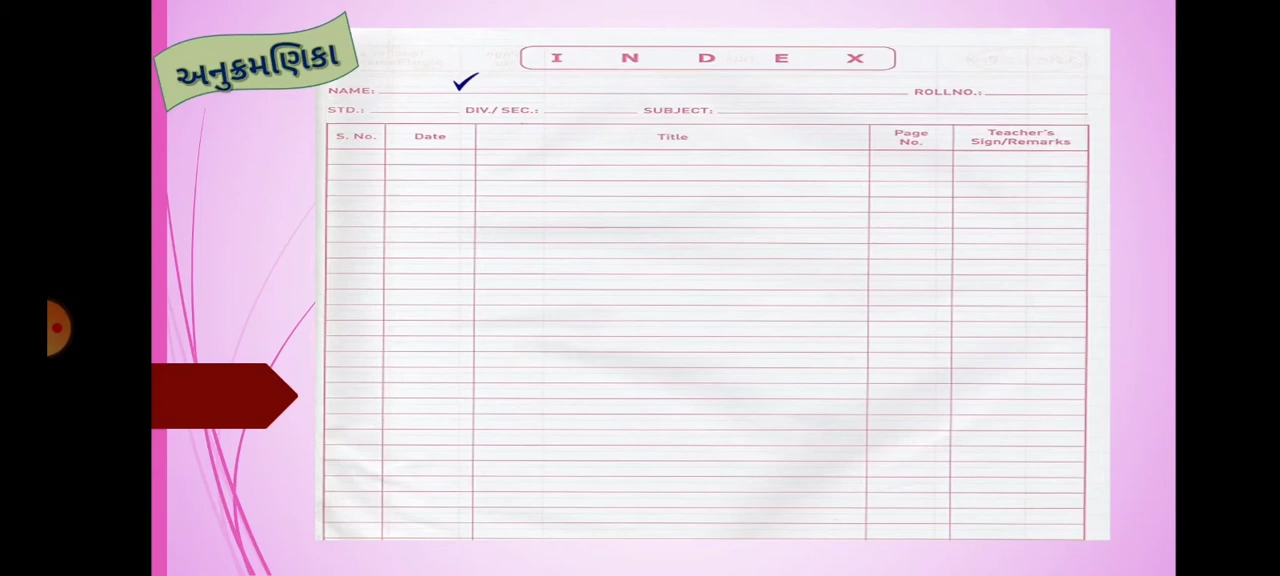 અનુક્રમણિકા
I N D E X
NAME: ROLLNO.:
STD.: DIV./ SEC.: SUBJECT:
S. No. Date Title Page No. Teacher's Sign/Remarks